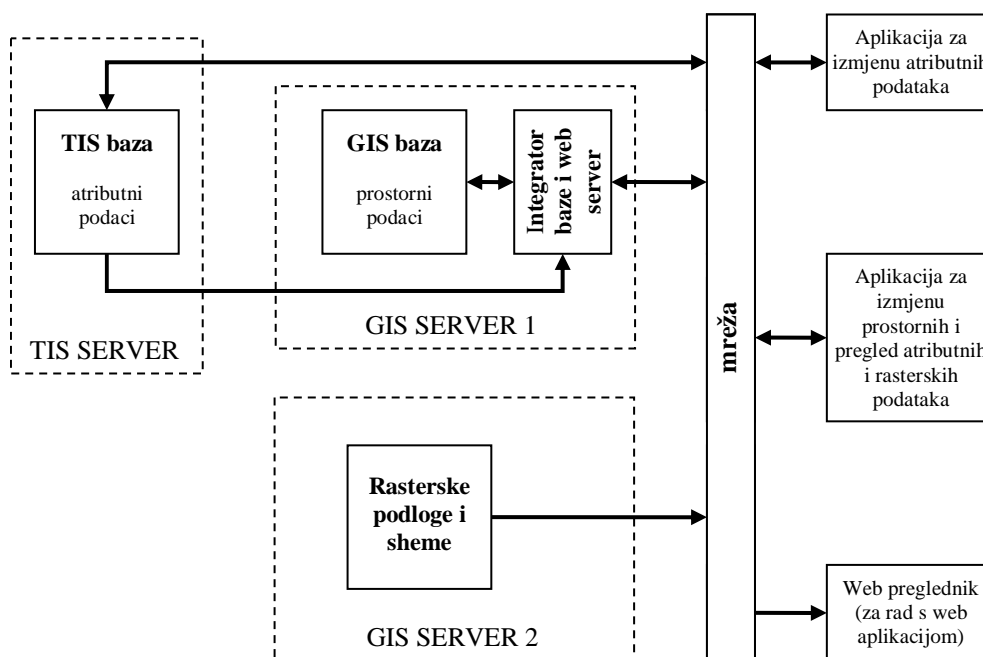 TIS baza
atributni
podaci
TIS SERVER
GIS baza
prostorni
podaci
Integrator
baze i web
server
GIS SERVER 1
Rasterske
podloge i
sheme
GIS SERVER 2
mreža
Aplikacija za
izmjenu atributnih
podataka
Aplikacija za
izmjenu
prostornih i
pregled atributnih
i rasterskih
podataka
Web preglednik
(za rad s web
aplikacijom)